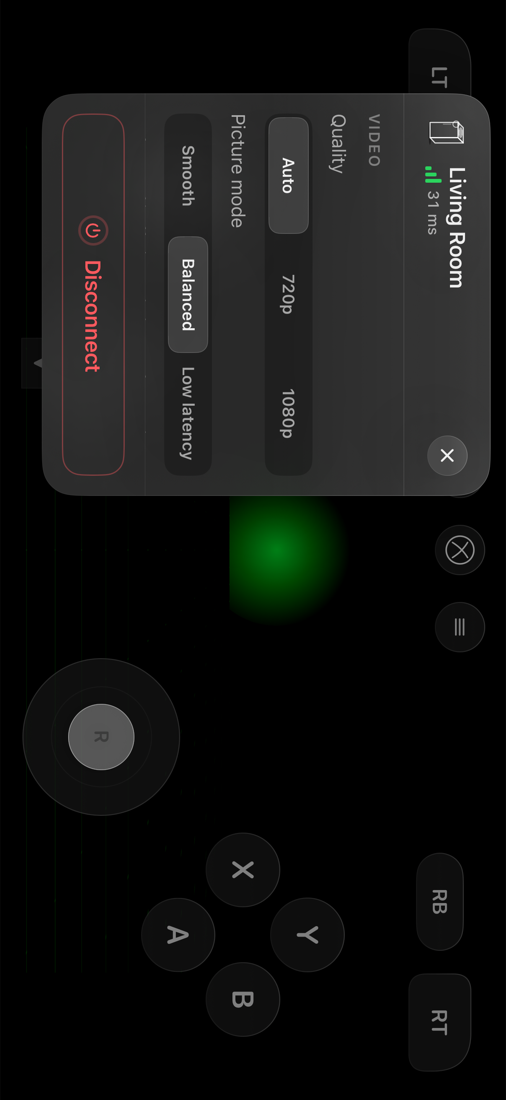 LT
Living Room
31 ms
VIDEO
Quality
Auto
720p
1080p
Picture mode
Smooth
Balanced
Low latency
Disconnect
R
X
Y
A
B
RB
RT